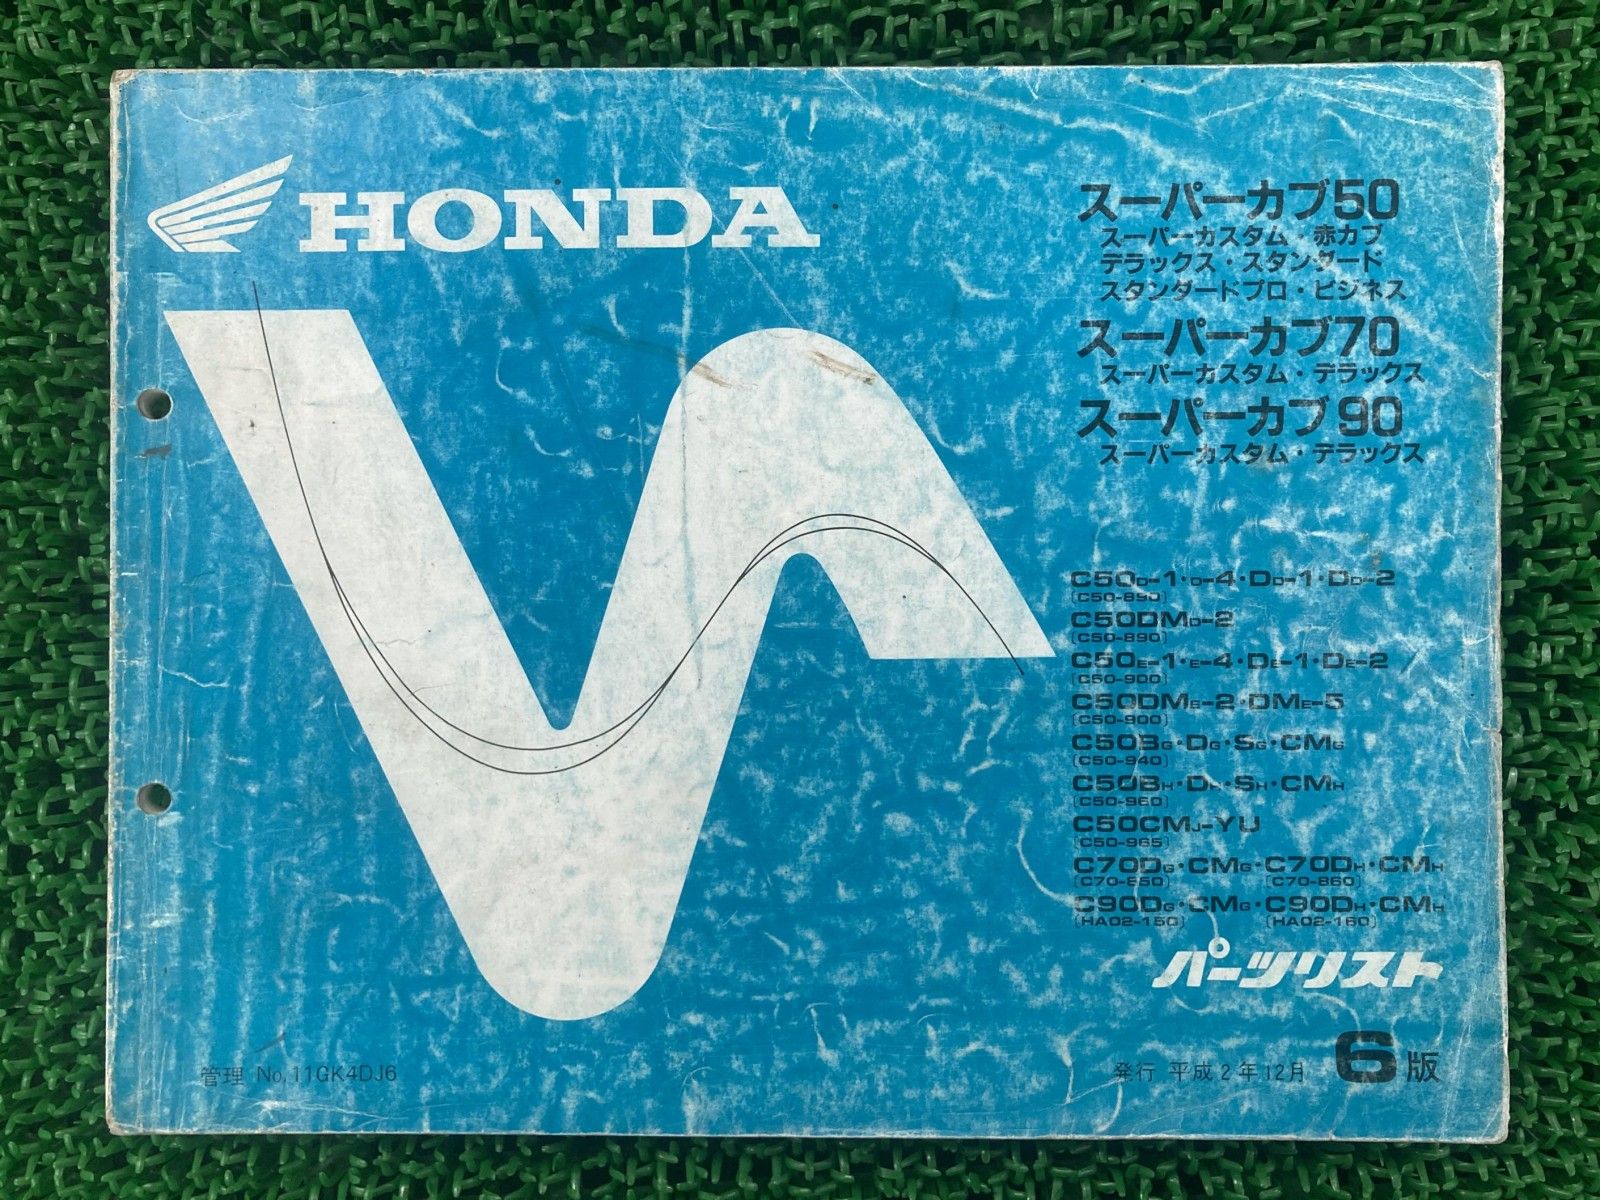 HONDA
スーパーカブ50
スーパーカスタム・赤カブ
デラックス・スタンダード
スタンダードプロ・ビジネス
スーパーカブ70
スーパーカスタム・デラックス
スーパーカブ90
スーパーカスタム・デラックス
C50D-1・D-4・DD-1・DD-2
〔C50-890〕
C50DMD-2
〔C50-890〕
C50E-1・E-4・DE-1・DE-2
〔C50-900〕
C50DME-2・DME-5
〔C50-900〕
C50BG・DG・SG・CMG
〔C50-940〕
C50BH・DH・SH・CMH
〔C50-960〕
C50CMJ-YU
〔C50-965〕
C70DG・CMG・C70DH・CMH
〔C70-850〕 〔C70-860〕
C90DG・CMG・C90DH・CMH
〔HA02-150〕 〔HA02-160〕
パーツリスト
管理 No,11GK4DJ6
発行 平成2年12月 6版